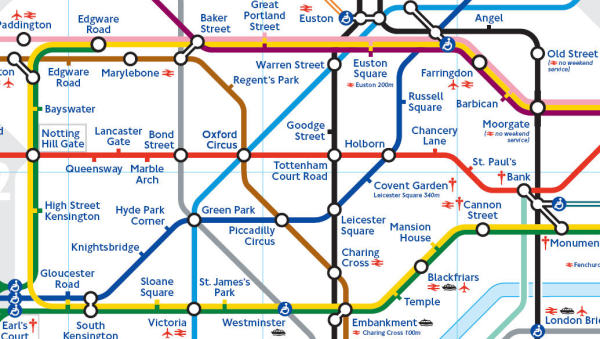 Paddington
Edgware
Road
Baker
Street
Great
Portland
Street
Euston
Angel
Old Street
(no weekend
service)
ton
Edgware
Road
Marylebone
Warren Street
Regent's Park
Euston
Square
Euston 200m
Farringdon
Barbican
Russell
Square
Moorgate
(no weekend
service)
Bayswater
Notting
Hill Gate
Lancaster
Gate
Bond
Street
Oxford
Circus
Goodge
Street
Holborn
Chancery
Lane
Queensway
Marble
Arch
Tottenham
Court Road
St. Paul's
Bank
Covent Garden
Leicester Square 340m
Cannon
Street
High Street
Kensington
Hyde Park
Corner
Green Park
Piccadilly
Circus
Leicester
Square
Mansion
House
Monumen
Knightsbridge
Charing
Cross
Fenchurc
Gloucester
Road
Sloane
Square
St. James's
Park
Blackfriars
Temple
Earl's
Court
South
Kensington
Victoria
Westminster
Embankment
Charing Cross 100m
London Bri